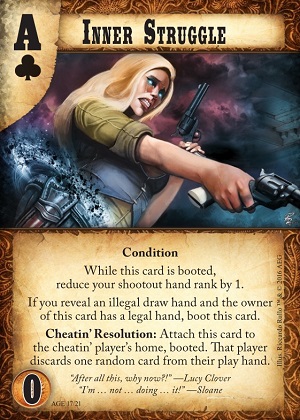 A
INNER STRUGGLE
Condition
While this card is booted,
reduce your shootout hand rank by 1.
If you reveal an illegal draw hand and the owner
of this card has a legal hand, boot this card.
Cheatin' Resolution: Attach this card to
the cheatin' player's home, booted. That player
discards one random card from their play hand.
"After all this, why now?!" —Lucy Clover
"I'm … not … doing … it!" —Sloane
0
AGE 17/21